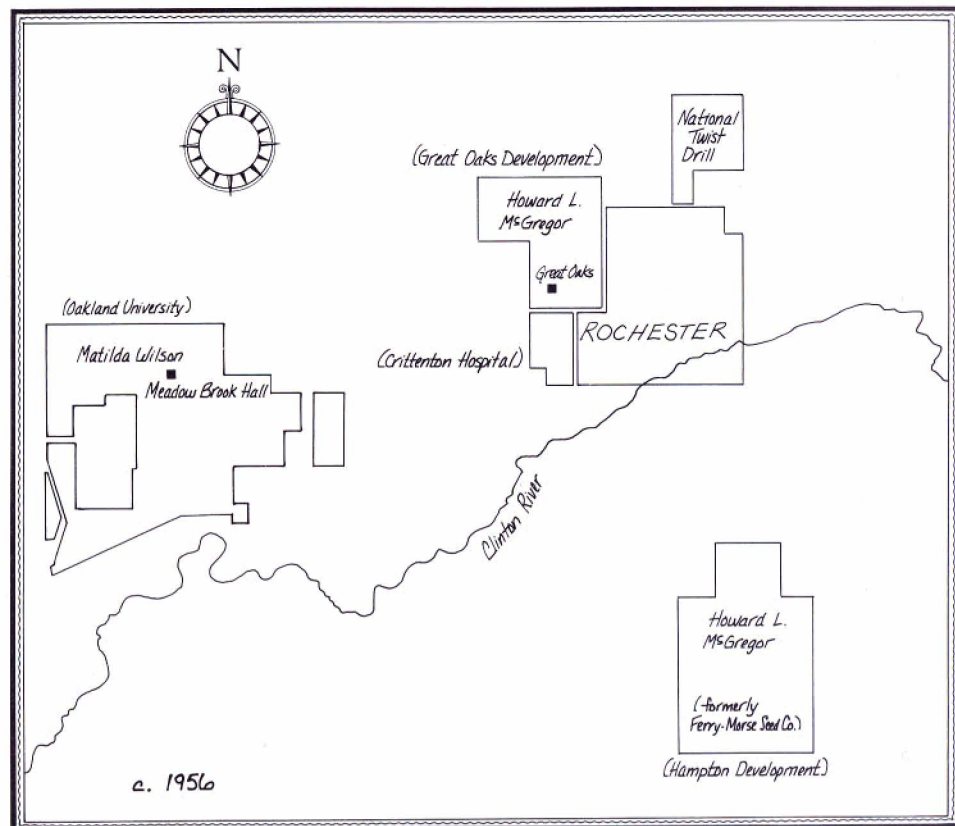 N
National
Twist
Drill
(Great Oaks Development)
Howard L.
McGregor
Great Oaks
(Oakland University)
Matilda Wilson
Meadow Brook Hall
(Crittenton Hospital)
ROCHESTER
Clinton River
Howard L.
McGregor
(formerly
Ferry-Morse Seed Co.)
(Hampton Development)
c. 1956